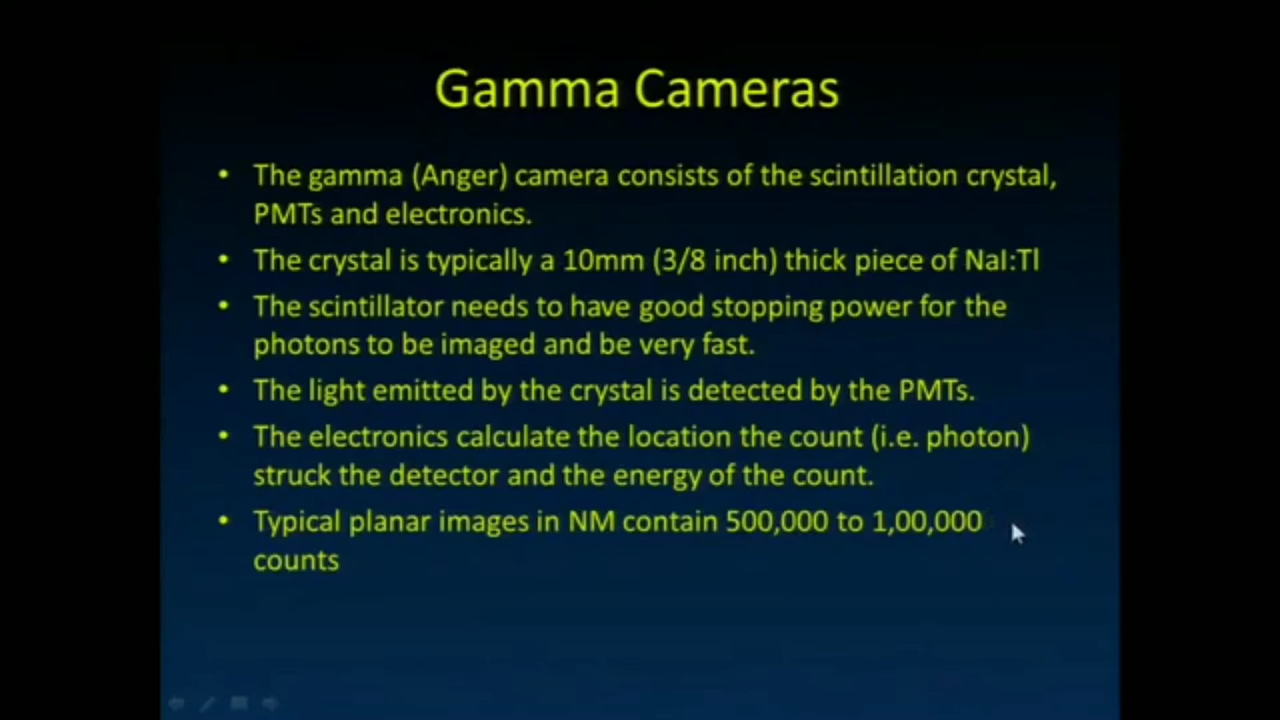 Gamma Cameras
• The gamma (Anger) camera consists of the scintillation crystal,
PMTs and electronics.
• The crystal is typically a 10mm (3/8 inch) thick piece of NaI:Tl
• The scintillator needs to have good stopping power for the
photons to be imaged and be very fast.
• The light emitted by the crystal is detected by the PMTs.
• The electronics calculate the location the count (i.e. photon)
struck the detector and the energy of the count.
• Typical planar images in NM contain 500,000 to 1,00,000
counts